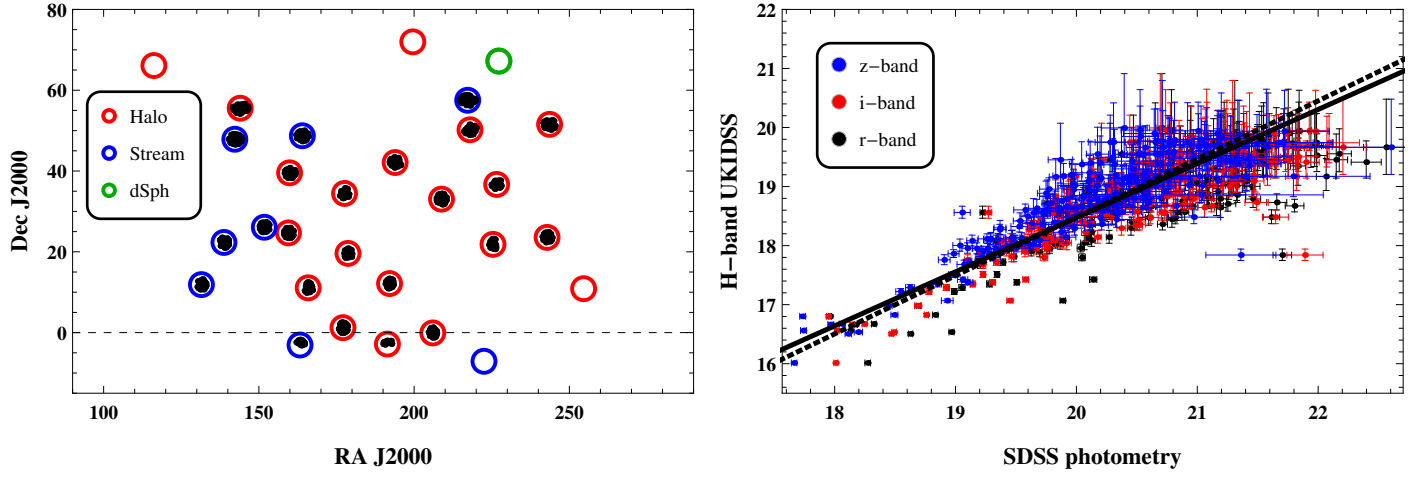 80
60
40
20
0
100
150
200
250
Dec J2000
RA J2000
Halo
Stream
dSph
22
21
20
19
18
17
16
18
19
20
21
22
H-band UKIDSS
SDSS photometry
z-band
i-band
r-band